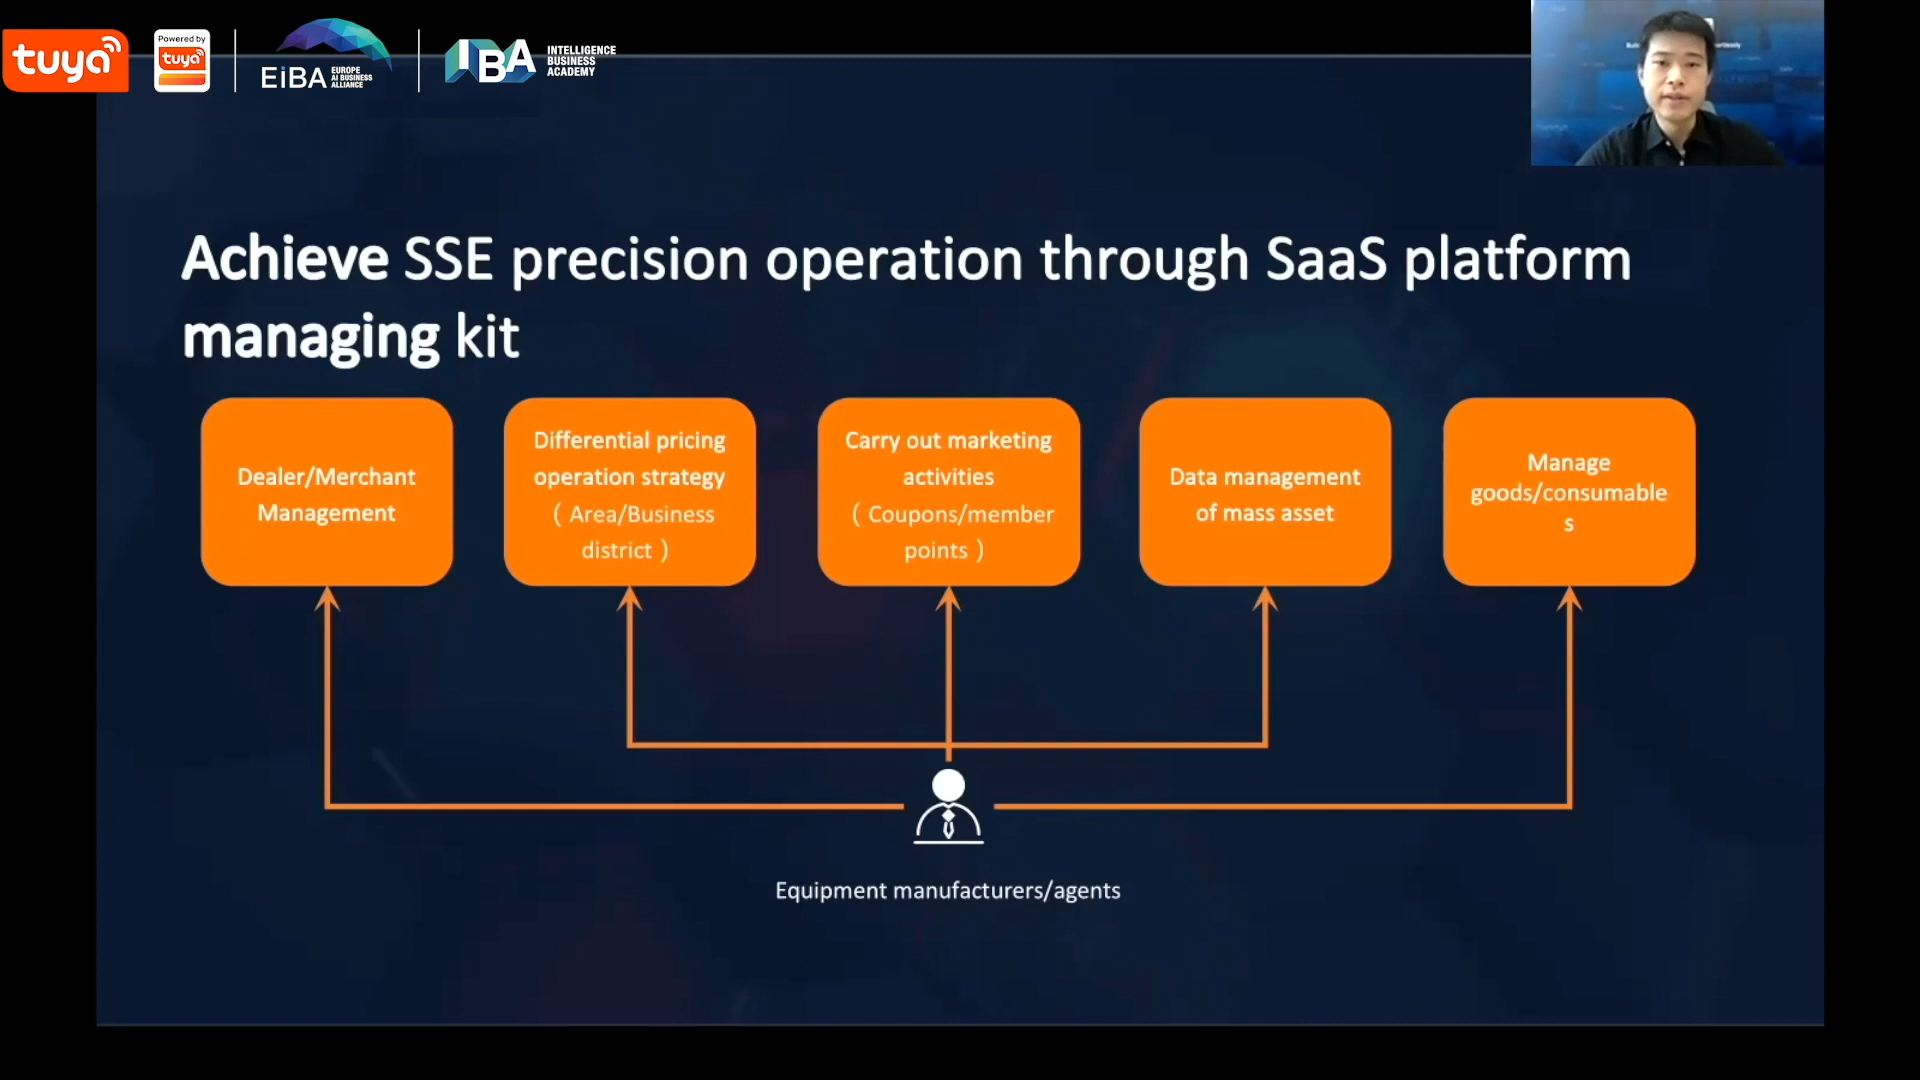 tuya
Powered by
tuya
EiBA EUROPE
AI BUSINESS
ALLIANCE
IBA INTELLIGENCE
BUSINESS
ACADEMY
Achieve SSE precision operation through SaaS platform
managing kit
Dealer/Merchant
Management
Differential pricing
operation strategy
( Area/Business
district )
Carry out marketing
activities
( Coupons/member
points )
Data management
of mass asset
Manage
goods/consumable
s
Equipment manufacturers/agents